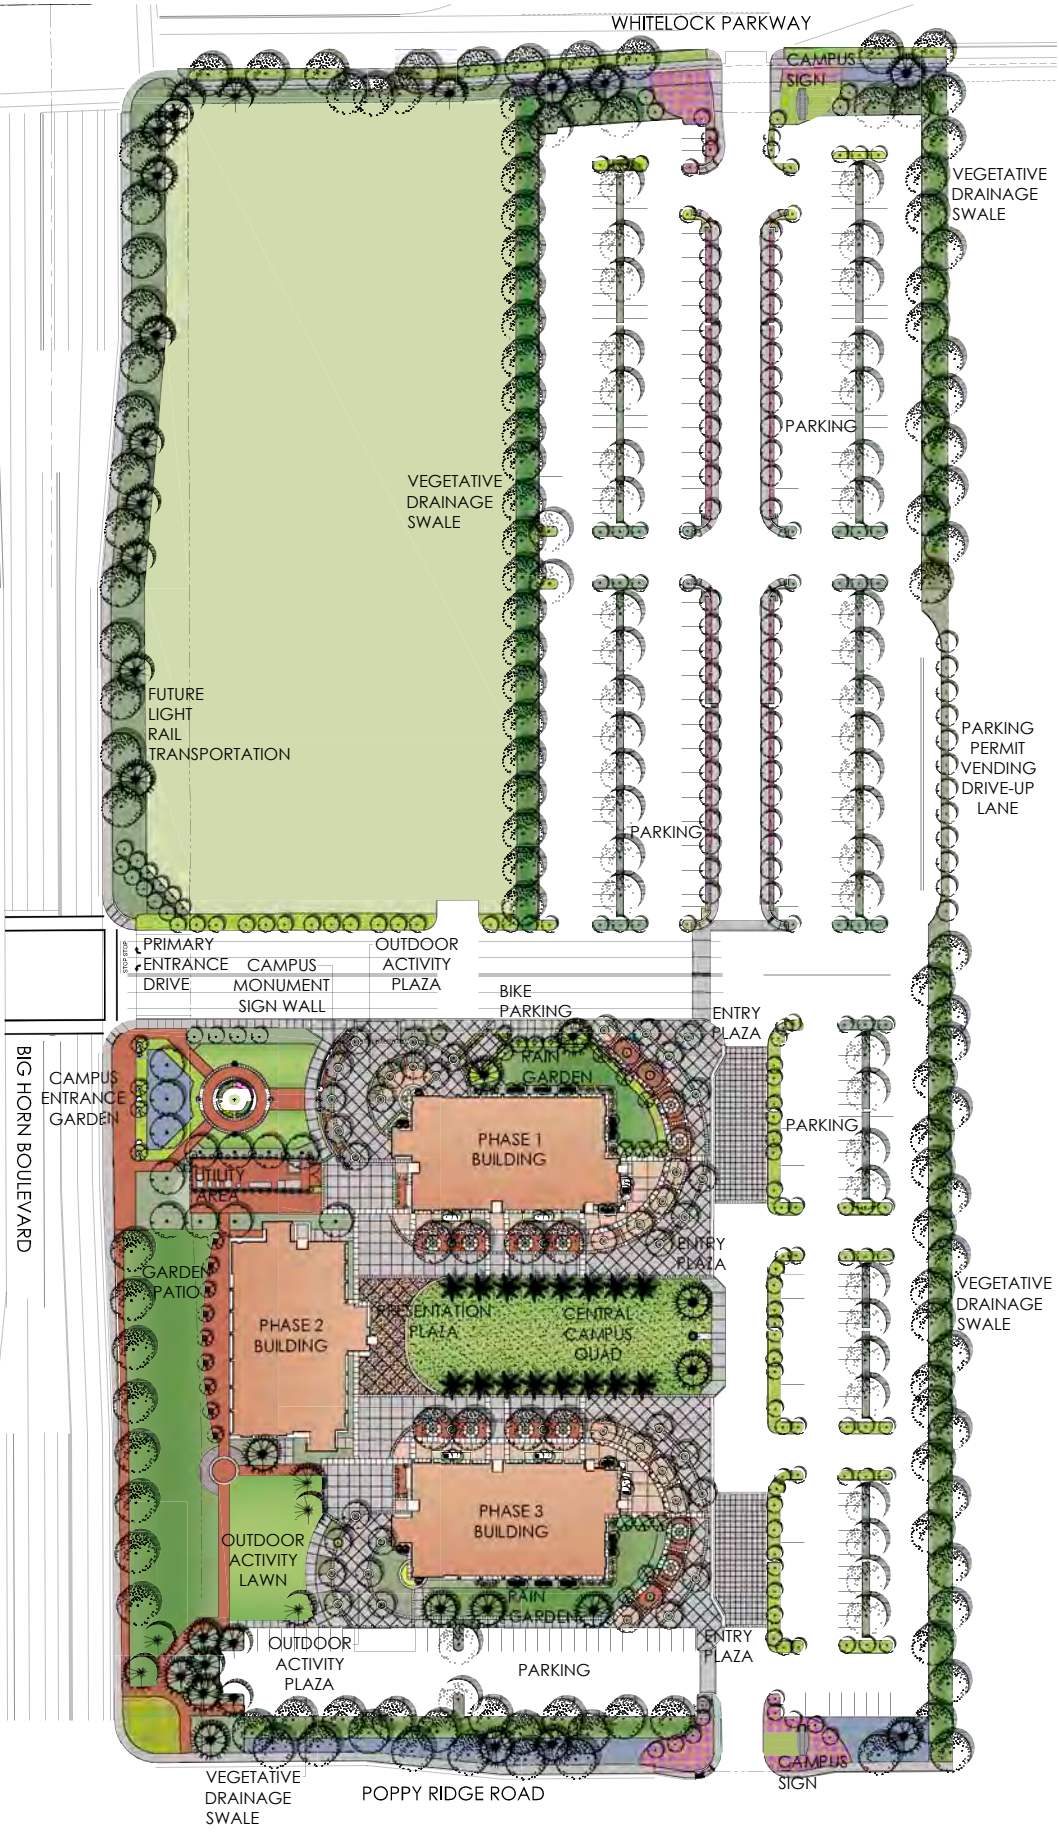 WHITELOCK PARKWAY
CAMPUS
SIGN
VEGETATIVE
DRAINAGE
SWALE
PARKING
VEGETATIVE
DRAINAGE
SWALE
FUTURE
LIGHT
RAIL
TRANSPORTATION
PARKING
PERMIT
VENDING
DRIVE-UP
LANE
PARKING
STOP STOP
PRIMARY
ENTRANCE
DRIVE
CAMPUS
MONUMENT
SIGN WALL
OUTDOOR
ACTIVITY
PLAZA
BIKE
PARKING
ENTRY
PLAZA
BIG HORN BOULEVARD
CAMPUS
ENTRANCE
GARDEN
RAIN
GARDEN
PHASE 1
BUILDING
PARKING
UTILITY
AREA
ENTRY
PLAZA
GARDEN
PATIO
PHASE 2
BUILDING
PRESENTATION
PLAZA
CENTRAL
CAMPUS
QUAD
VEGETATIVE
DRAINAGE
SWALE
PHASE 3
BUILDING
OUTDOOR
ACTIVITY
LAWN
RAIN
GARDEN
OUTDOOR
ACTIVITY
PLAZA
PARKING
ENTRY
PLAZA
VEGETATIVE
DRAINAGE
SWALE
POPPY RIDGE ROAD
CAMPUS
SIGN